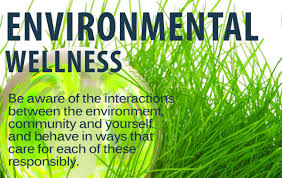 ENVIRONMENTAL
WELLNESS
Be aware of the interactions
between the environment,
community and yourself
and behave in ways that
care for each of these
responsibly.